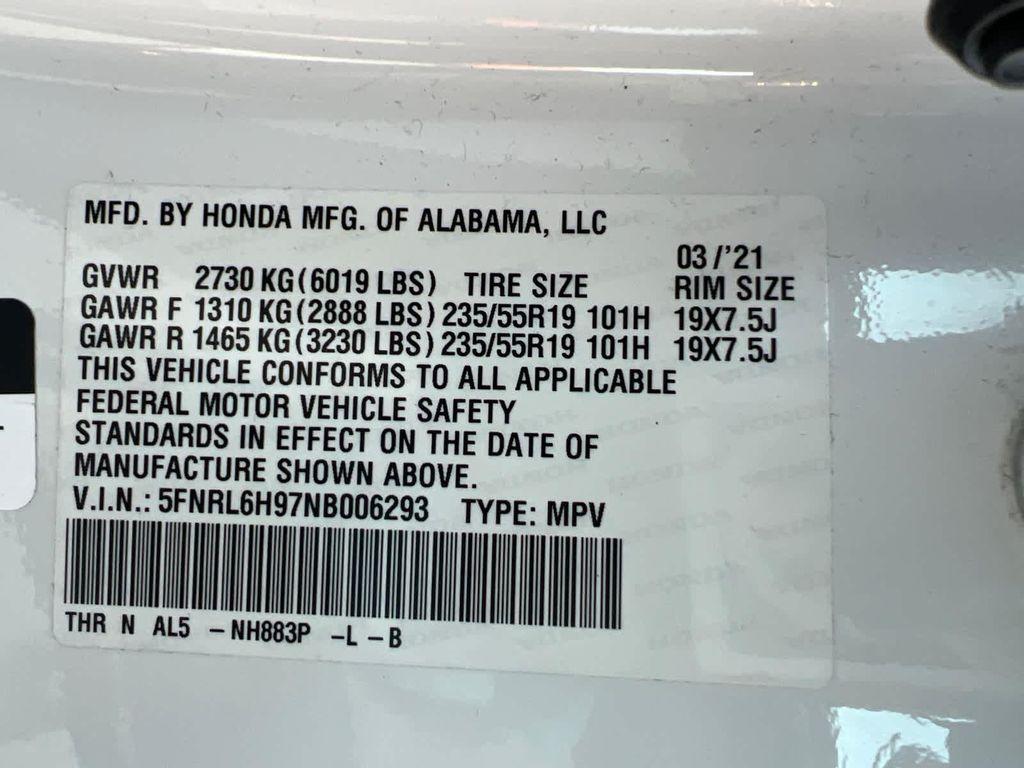 MFD. BY HONDA MFG. OF ALABAMA, LLC
03/'21
GVWR 2730 KG(6019 LBS) TIRE SIZE RIM SIZE
GAWR F 1310 KG(2888 LBS) 235/55R19 101H 19X7.5J
GAWR R 1465 KG(3230 LBS) 235/55R19 101H 19X7.5J
THIS VEHICLE CONFORMS TO ALL APPLICABLE
FEDERAL MOTOR VEHICLE SAFETY
STANDARDS IN EFFECT ON THE DATE OF
MANUFACTURE SHOWN ABOVE.
V.I.N.: 5FNRL6H97NB006293 TYPE: MPV
THR N AL5 -NH883P -L -B